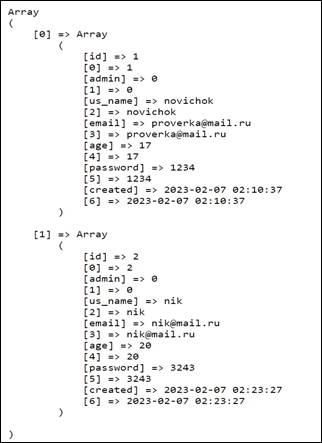 Array
(
[0] => Array
(
[id] => 1
[0] => 1
[admin] => 0
[1] => 0
[us_name] => novichok
[2] => novichok
[email] => proverka@mail.ru
[3] => proverka@mail.ru
[age] => 17
[4] => 17
[password] => 1234
[5] => 1234
[created] => 2023-02-07 02:10:37
[6] => 2023-02-07 02:10:37
)
[1] => Array
(
[id] => 2
[0] => 2
[admin] => 0
[1] => 0
[us_name] => nik
[2] => nik
[email] => nik@mail.ru
[3] => nik@mail.ru
[age] => 20
[4] => 20
[password] => 3243
[5] => 3243
[created] => 2023-02-07 02:23:27
[6] => 2023-02-07 02:23:27
)
)